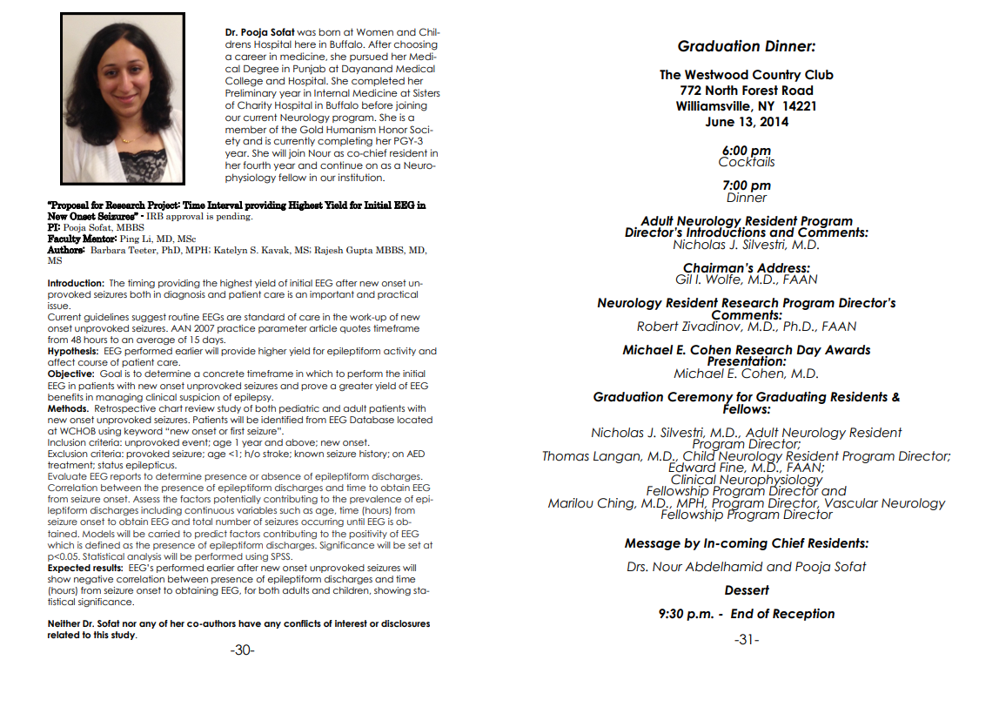 Dr. Pooja Sofat was born at Women and Chil-
drens Hospital here in Buffalo. After choosing
a career in medicine, she pursued her Medi-
cal Degree in Punjab at Dayanand Medical
College and Hospital. She completed her
Preliminary year in Internal Medicine at Sisters
of Charity Hospital in Buffalo before joining
our current Neurology program. She is a
member of the Gold Humanism Honor Soci-
ety and is currently completing her PGY-3
year. She will join Nour as co-chief resident in
her fourth year and continue on as a Neuro-
physiology fellow in our institution.
"Proposal for Research Project: Time Interval providing Highest Yield for Initial EEG in
New Onset Seizures" - IRB approval is pending.
PI: Pooja Sofat, MBBS
Faculty Mentor: Ping Li, MD, MSc
Authors: Barbara Teeter, PhD, MPH; Katelyn S. Kavak, MS; Rajesh Gupta MBBS, MD,
MS
Introduction: The timing providing the highest yield of initial EEG after new onset un-
provoked seizures both in diagnosis and patient care is an important and practical
issue.
Current guidelines suggest routine EEGs are standard of care in the work-up of new
onset unprovoked seizures. AAN 2007 practice parameter article quotes timeframe
from 48 hours to an average of 15 days.
Hypothesis: EEG performed earlier will provide higher yield for epileptiform activity and
affect course of patient care.
Objective: Goal is to determine a concrete timeframe in which to perform the initial
EEG in patients with new onset unprovoked seizures and prove a greater yield of EEG
benefits in managing clinical suspicion of epilepsy.
Methods. Retrospective chart review study of both pediatric and adult patients with
new onset unprovoked seizures. Patients will be identified from EEG Database located
at WCHOB using keyword "new onset or first seizure".
Inclusion criteria: unprovoked event; age 1 year and above; new onset.
Exclusion criteria: provoked seizure; age <1; h/o stroke; known seizure history; on AED
treatment; status epilepticus.
Evaluate EEG reports to determine presence or absence of epileptiform discharges.
Correlation between the presence of epileptiform discharges and time to obtain EEG
from seizure onset. Assess the factors potentially contributing to the prevalence of epi-
leptiform discharges including continuous variables such as age, time (hours) from
seizure onset to obtain EEG and total number of seizures occurring until EEG is ob-
tained. Models will be carried to predict factors contributing to the positivity of EEG
which is defined as the presence of epileptiform discharges. Significance will be set at
p<0.05. Statistical analysis will be performed using SPSS.
Expected results: EEG's performed earlier after new onset unprovoked seizures will
show negative correlation between presence of epileptiform discharges and time
(hours) from seizure onset to obtaining EEG, for both adults and children, showing sta-
tistical significance.
Neither Dr. Sofat nor any of her co-authors have any conflicts of interest or disclosures
related to this study.
-30-
Graduation Dinner:
The Westwood Country Club
772 North Forest Road
Williamsville, NY 14221
June 13, 2014
6:00 pm
Cocktails
7:00 pm
Dinner
Adult Neurology Resident Program
Director's Introductions and Comments:
Nicholas J. Silvestri, M.D.
Chairman's Address:
Gil I. Wolfe, M.D., FAAN
Neurology Resident Research Program Director's
Comments:
Robert Zivadinov, M.D., Ph.D., FAAN
Michael E. Cohen Research Day Awards
Presentation:
Michael E. Cohen, M.D.
Graduation Ceremony for Graduating Residents &
Fellows:
Nicholas J. Silvestri, M.D., Adult Neurology Resident
Program Director;
Thomas Langan, M.D., Child Neurology Resident Program Director;
Edward Fine, M.D., FAAN;
Clinical Neurophysiology
Fellowship Program Director and
Marilou Ching, M.D., MPH, Program Director, Vascular Neurology
Fellowship Program Director
Message by In-coming Chief Residents:
Drs. Nour Abdelhamid and Pooja Sofat
Dessert
9:30 p.m. - End of Reception
-31-